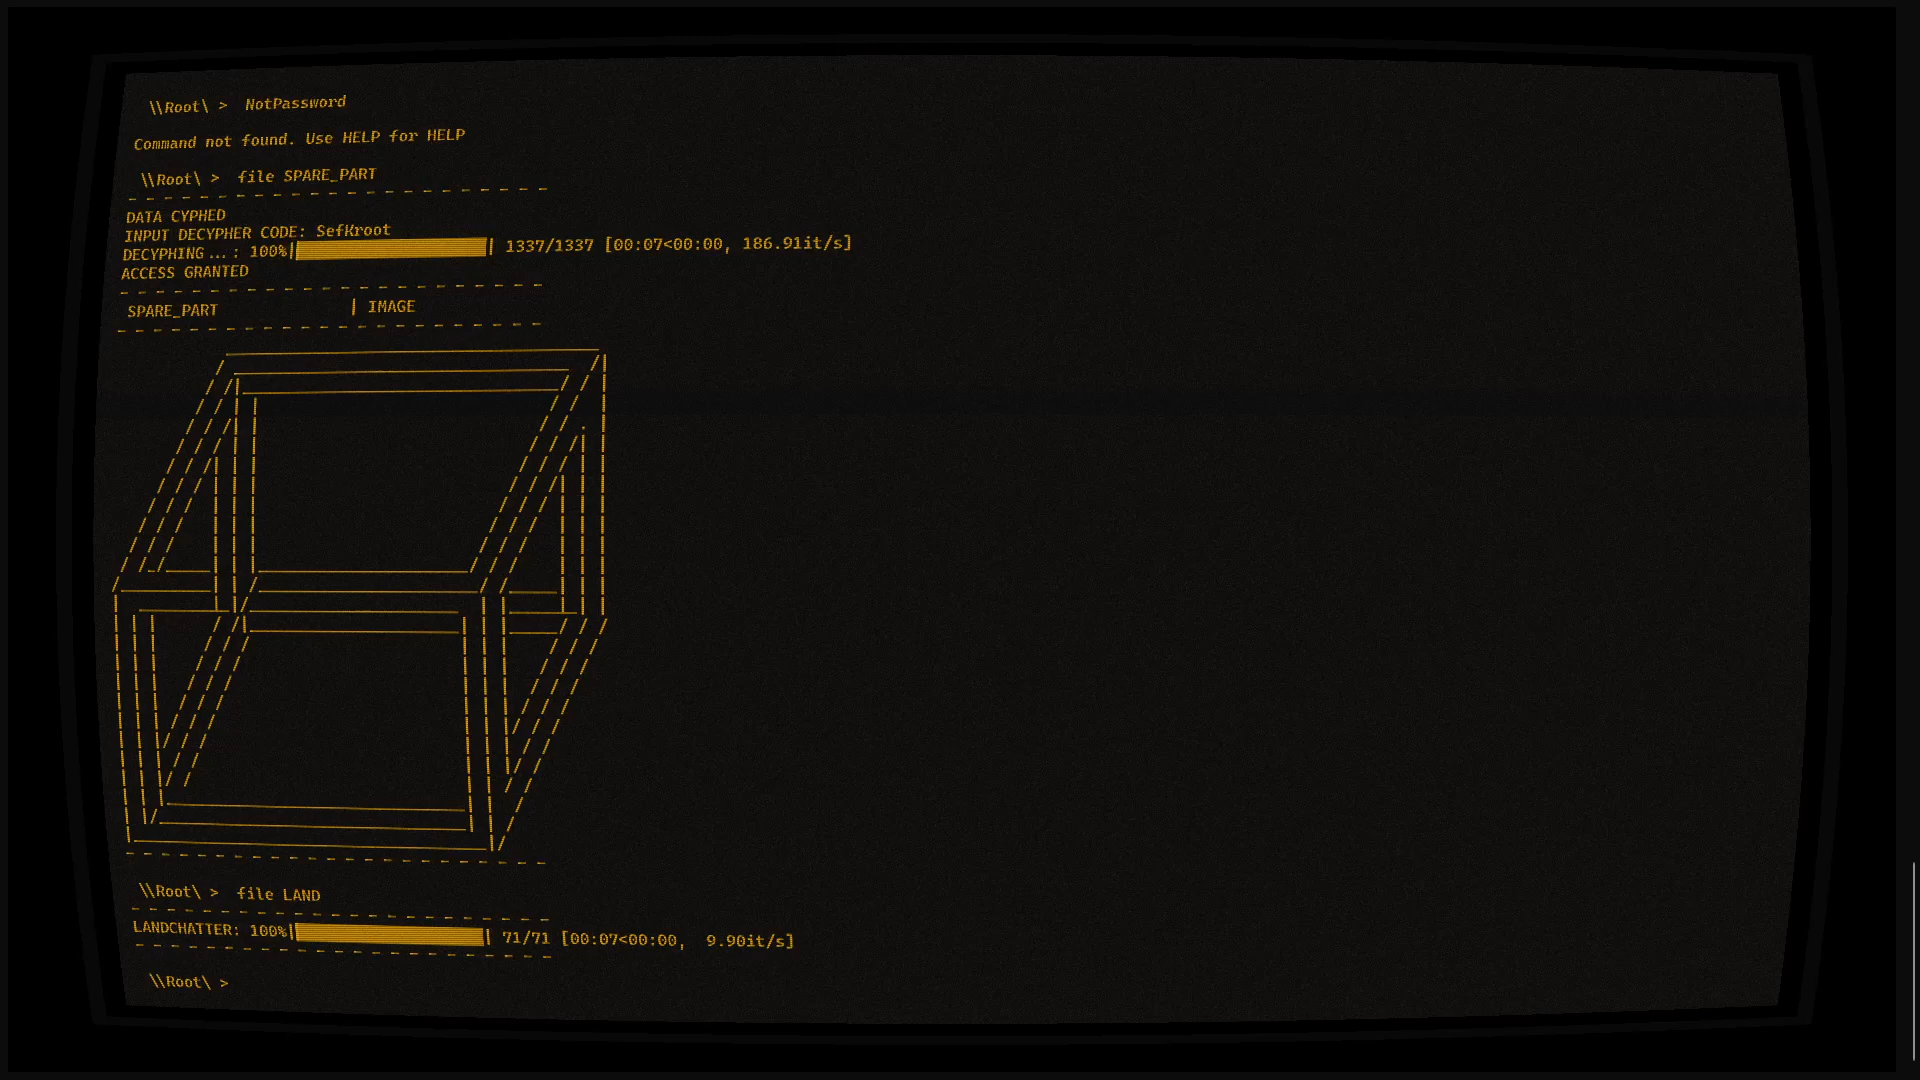 \\Root\ >  NotPassword
Command not found. Use HELP for HELP
\\Root\ >  file SPARE_PART
DATA CYPHED
INPUT DECYPHER CODE: SefKroot
DECYPHING...: 100%| | 1337/1337 [00:07<00:00, 186.91it/s]
ACCESS GRANTED
SPARE_PART | IMAGE
\\Root\ >  file LAND
LANDCHATTER: 100%| | 71/71 [00:07<00:00,  9.90it/s]
\\Root\ >